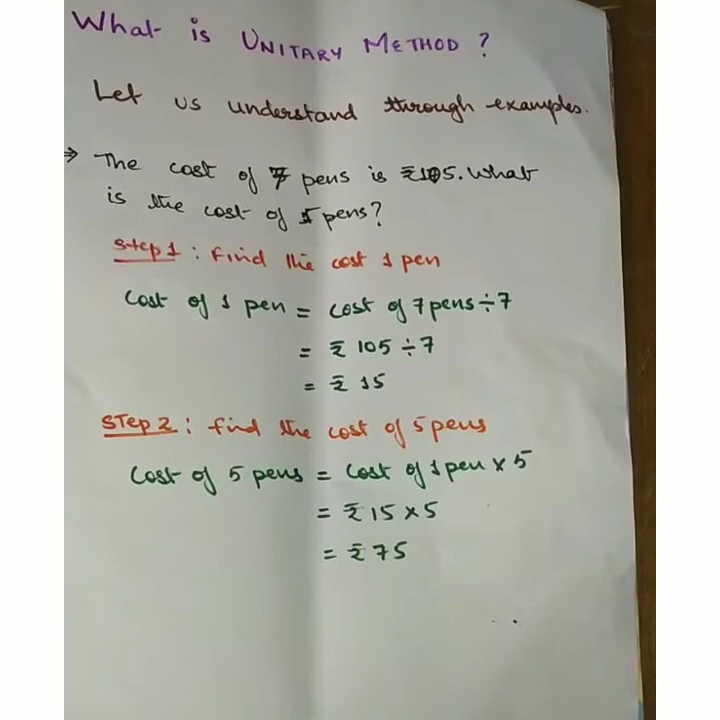 What is UNITARY METHOD ?
Let us understand through examples.
⇒ The cost of 7 pens is ₹105. What
is the cost of 5 pens?
Step 1 : Find the cost 1 pen
Cost of 1 pen = cost of 7 pens ÷ 7
= ₹ 105 ÷ 7
= ₹ 15
STEP 2 : find the cost of 5 pens
Cost of 5 pens = cost of 1 pen × 5
= ₹ 15 × 5
= ₹ 75